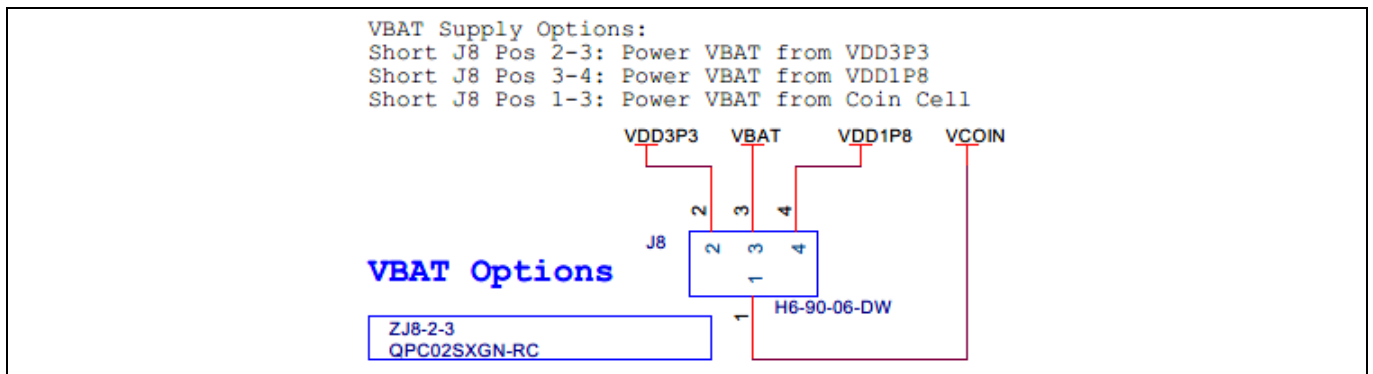 VBAT Supply Options:
Short J8 Pos 2-3: Power VBAT from VDD3P3
Short J8 Pos 3-4: Power VBAT from VDD1P8
Short J8 Pos 1-3: Power VBAT from Coin Cell
VDD3P3 VBAT VDD1P8 VCOIN
2 3 4
J8
2 3 4
1
VBAT Options
H6-90-06-DW
1
ZJ8-2-3
QPC02SXGN-RC